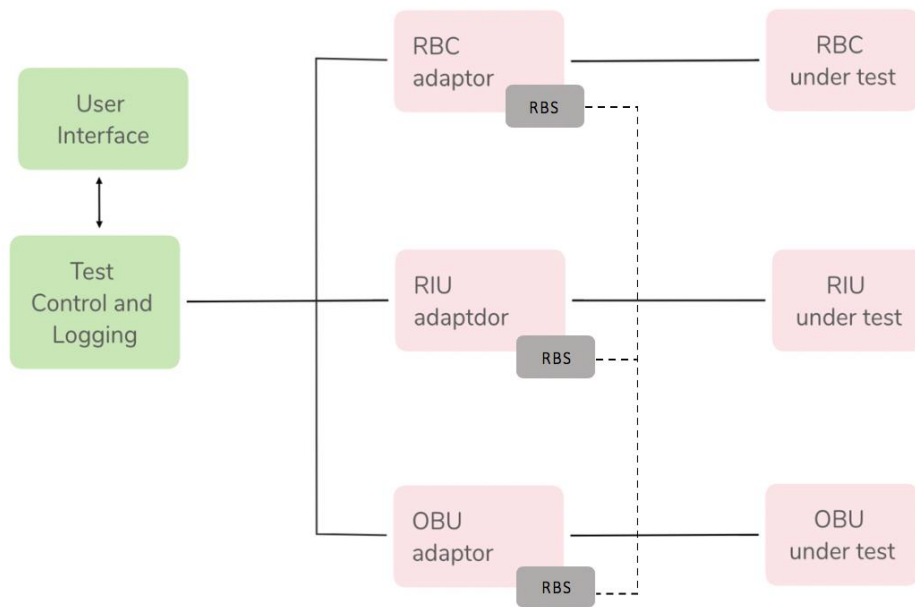 User
Interface
Test
Control and
Logging
RBC
adaptor
RBS
RBC
under test
RIU
adaptdor
RBS
RIU
under test
OBU
adaptor
RBS
OBU
under test